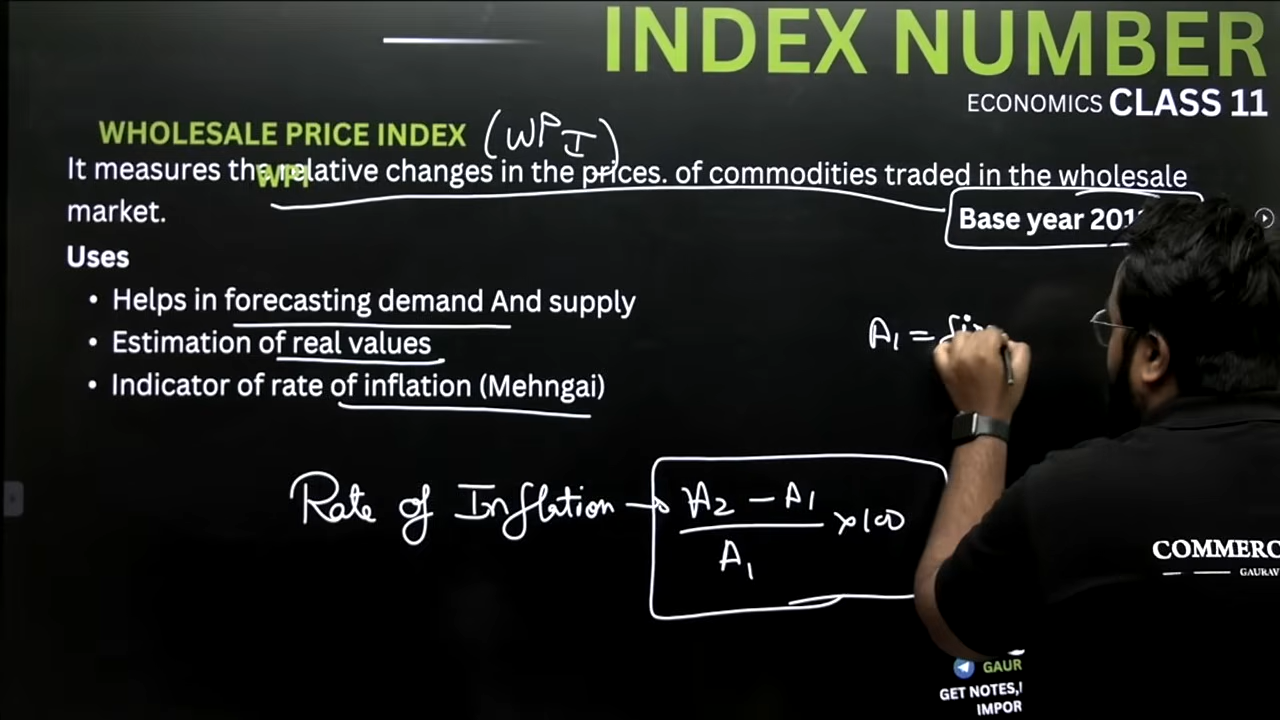 INDEX NUMBER
ECONOMICS CLASS 11
WHOLESALE PRICE INDEX (WPI)
WPI
It measures the relative changes in the prices. of commodities traded in the wholesale
market.
Base year
Uses
• Helps in forecasting demand And supply
• Estimation of real values
• Indicator of rate of inflation (Mehngai)
A1 =
Rate of Inflation → A2 - A1 / A1 ×100
COMMERC
GAURAV
GAUR
GET NOTES,
IMPOR